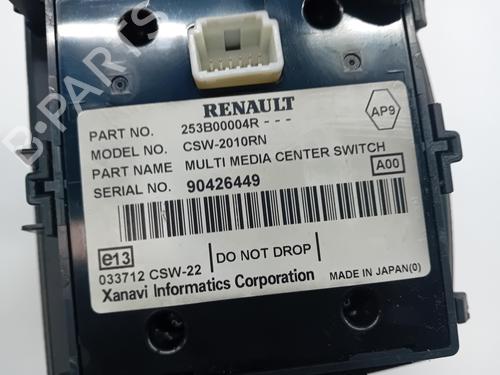 RENAULT
AP9
PART NO. 253B00004R - - -
MODEL NO. CSW-2010RN
PART NAME MULTI MEDIA CENTER SWITCH
SERIAL NO. 90426449 A00
e13 DO NOT DROP
033712 CSW-22
Xanavi Informatics Corporation MADE IN JAPAN(0)
B-PARTS